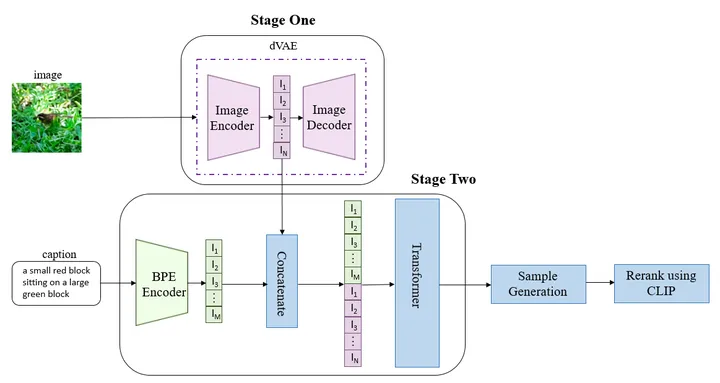 Stage One
dVAE
image
Image
Encoder
I1
I2
I3
⋮
IN
Image
Decoder
Stage Two
caption
a small red block
sitting on a large
green block
BPE
Encoder
I1
I2
I3
⋮
IM
Concatenate
I1
I2
I3
⋮
IM
I1
I2
I3
⋮
IN
Transformer
Sample
Generation
Rerank using
CLIP